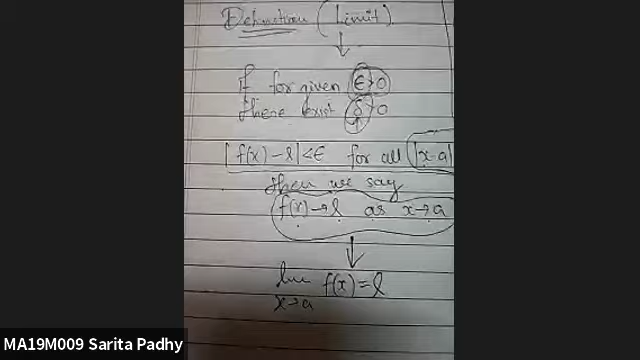 Definition (Limit)
If for given ϵ>0
there exist δ>0
|f(x)-l|<ϵ for all |x-a|
then we say
f(x)→l as x→a
lim f(x)=l
x→a
MA19M009 Sarita Padhy